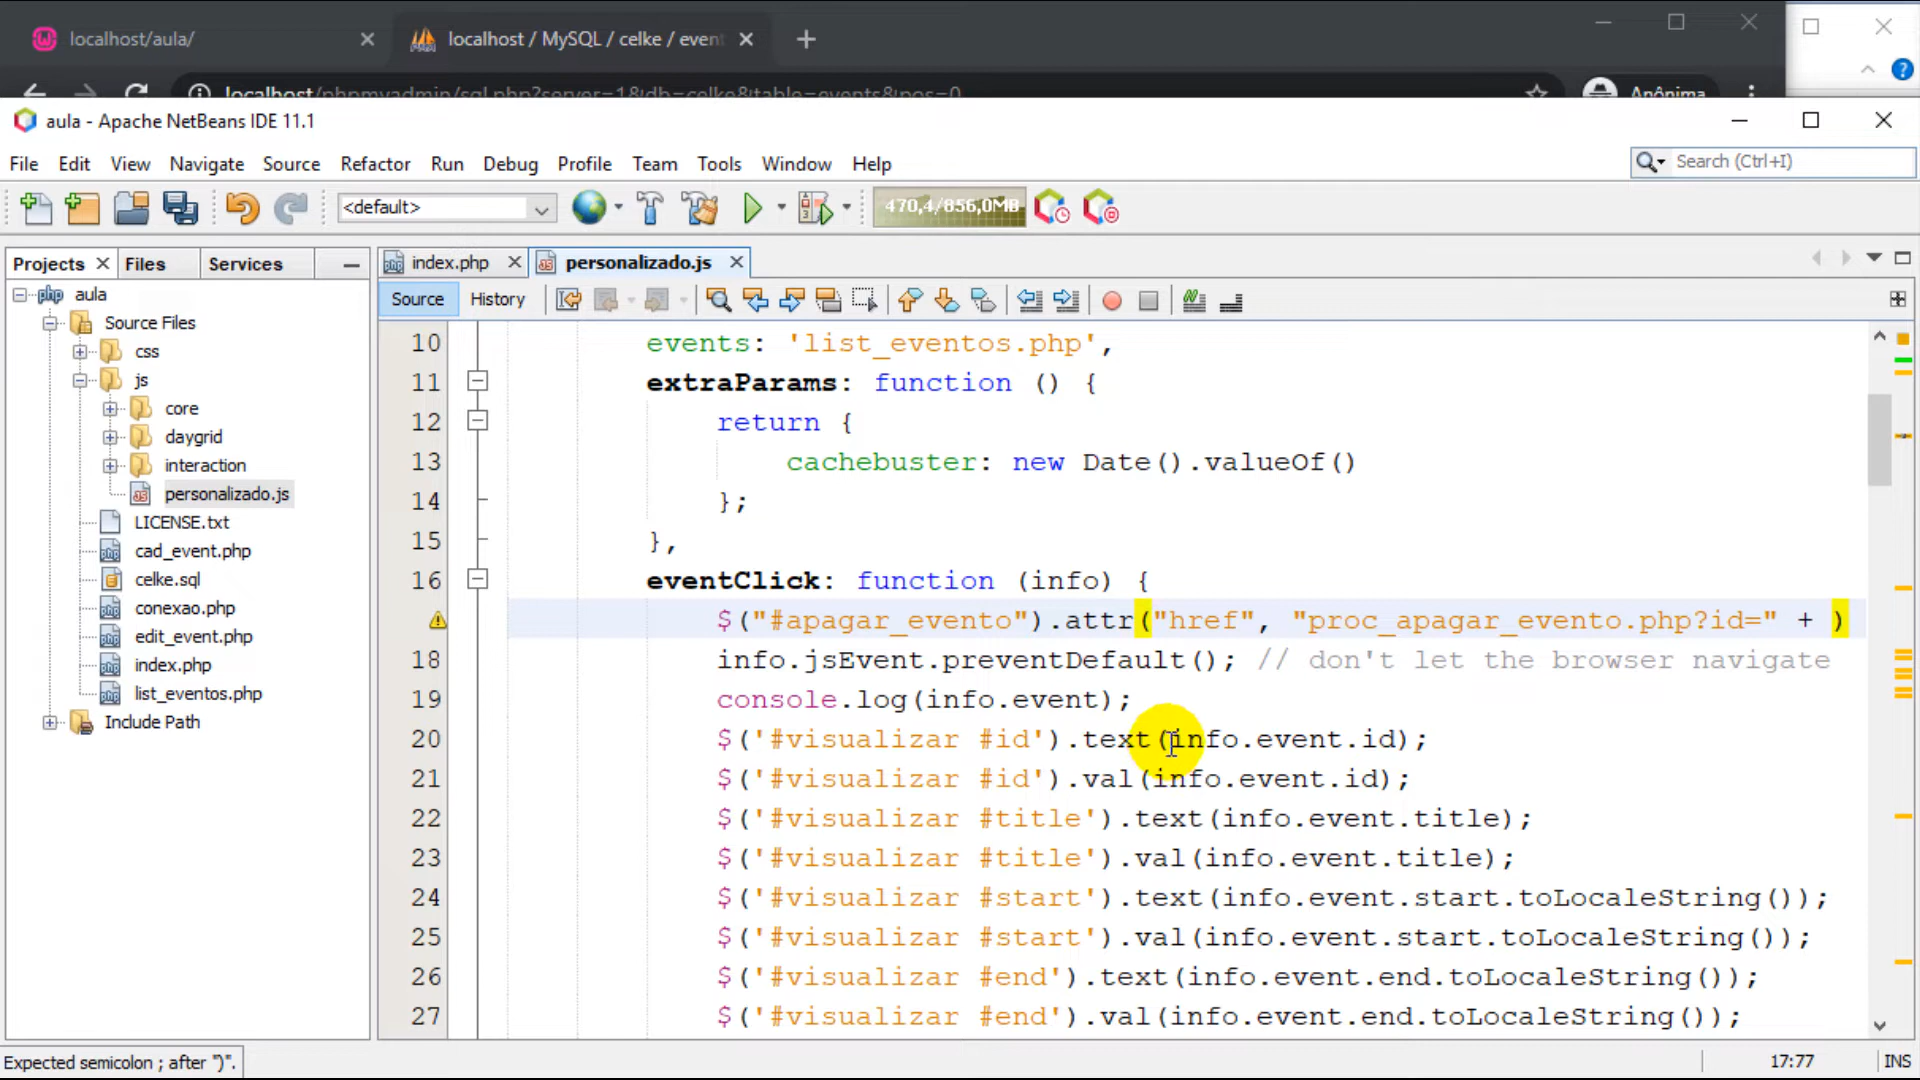 localhost/aula/
localhost / MySQL / celke / even
localhost/phpmyadmin/sql.php?server=1&db=celke&table=events&pos=0
Anônima
aula - Apache NetBeans IDE 11.1
File Edit View Navigate Source Refactor Run Debug Profile Team Tools Window Help
Search (Ctrl+I)
<default>
470,4/856,0MB
Projects Files Services
index.php personalizado.js
Source History
aula
Source Files
css
js
core
daygrid
interaction
personalizado.js
LICENSE.txt
cad_event.php
celke.sql
conexao.php
edit_event.php
index.php
list_eventos.php
Include Path
10 events: 'list_eventos.php',
11 extraParams: function () {
12 return {
13 cachebuster: new Date().valueOf()
14 };
15 },
16 eventClick: function (info) {
$("#apagar_evento").attr("href", "proc_apagar_evento.php?id=" + )
18 info.jsEvent.preventDefault(); // don't let the browser navigate
19 console.log(info.event);
20 $('#visualizar #id').text(info.event.id);
21 $('#visualizar #id').val(info.event.id);
22 $('#visualizar #title').text(info.event.title);
23 $('#visualizar #title').val(info.event.title);
24 $('#visualizar #start').text(info.event.start.toLocaleString());
25 $('#visualizar #start').val(info.event.start.toLocaleString());
26 $('#visualizar #end').text(info.event.end.toLocaleString());
27 $('#visualizar #end').val(info.event.end.toLocaleString());
Expected semicolon ; after ")".
17:77 INS